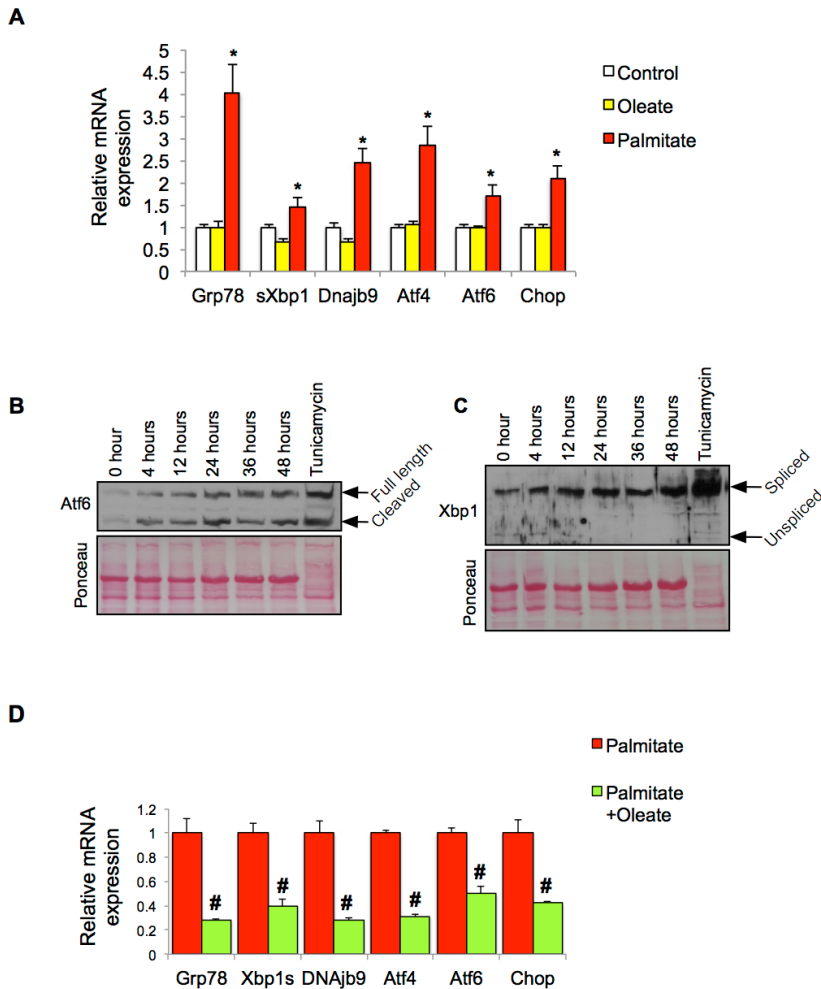 A
Relative mRNA
expression
5
4.5
4
3.5
3
2.5
2
1.5
1
0.5
0
* * * * * *
Grp78 sXbp1 Dnajb9 Atf4 Atf6 Chop
Control
Oleate
Palmitate
B
0 hour
4 hours
12 hours
24 hours
36 hours
48 hours
Tunicamycin
Atf6
Full length
Cleaved
Ponceau
C
0 hour
4 hours
12 hours
24 hours
36 hours
48 hours
Tunicamycin
Xbp1
Spliced
Unspliced
Ponceau
D
Relative mRNA
expression
1.2
1
0.8
0.6
0.4
0.2
0
# # # # # #
Grp78 Xbp1s DNAjb9 Atf4 Atf6 Chop
Palmitate
Palmitate
+Oleate